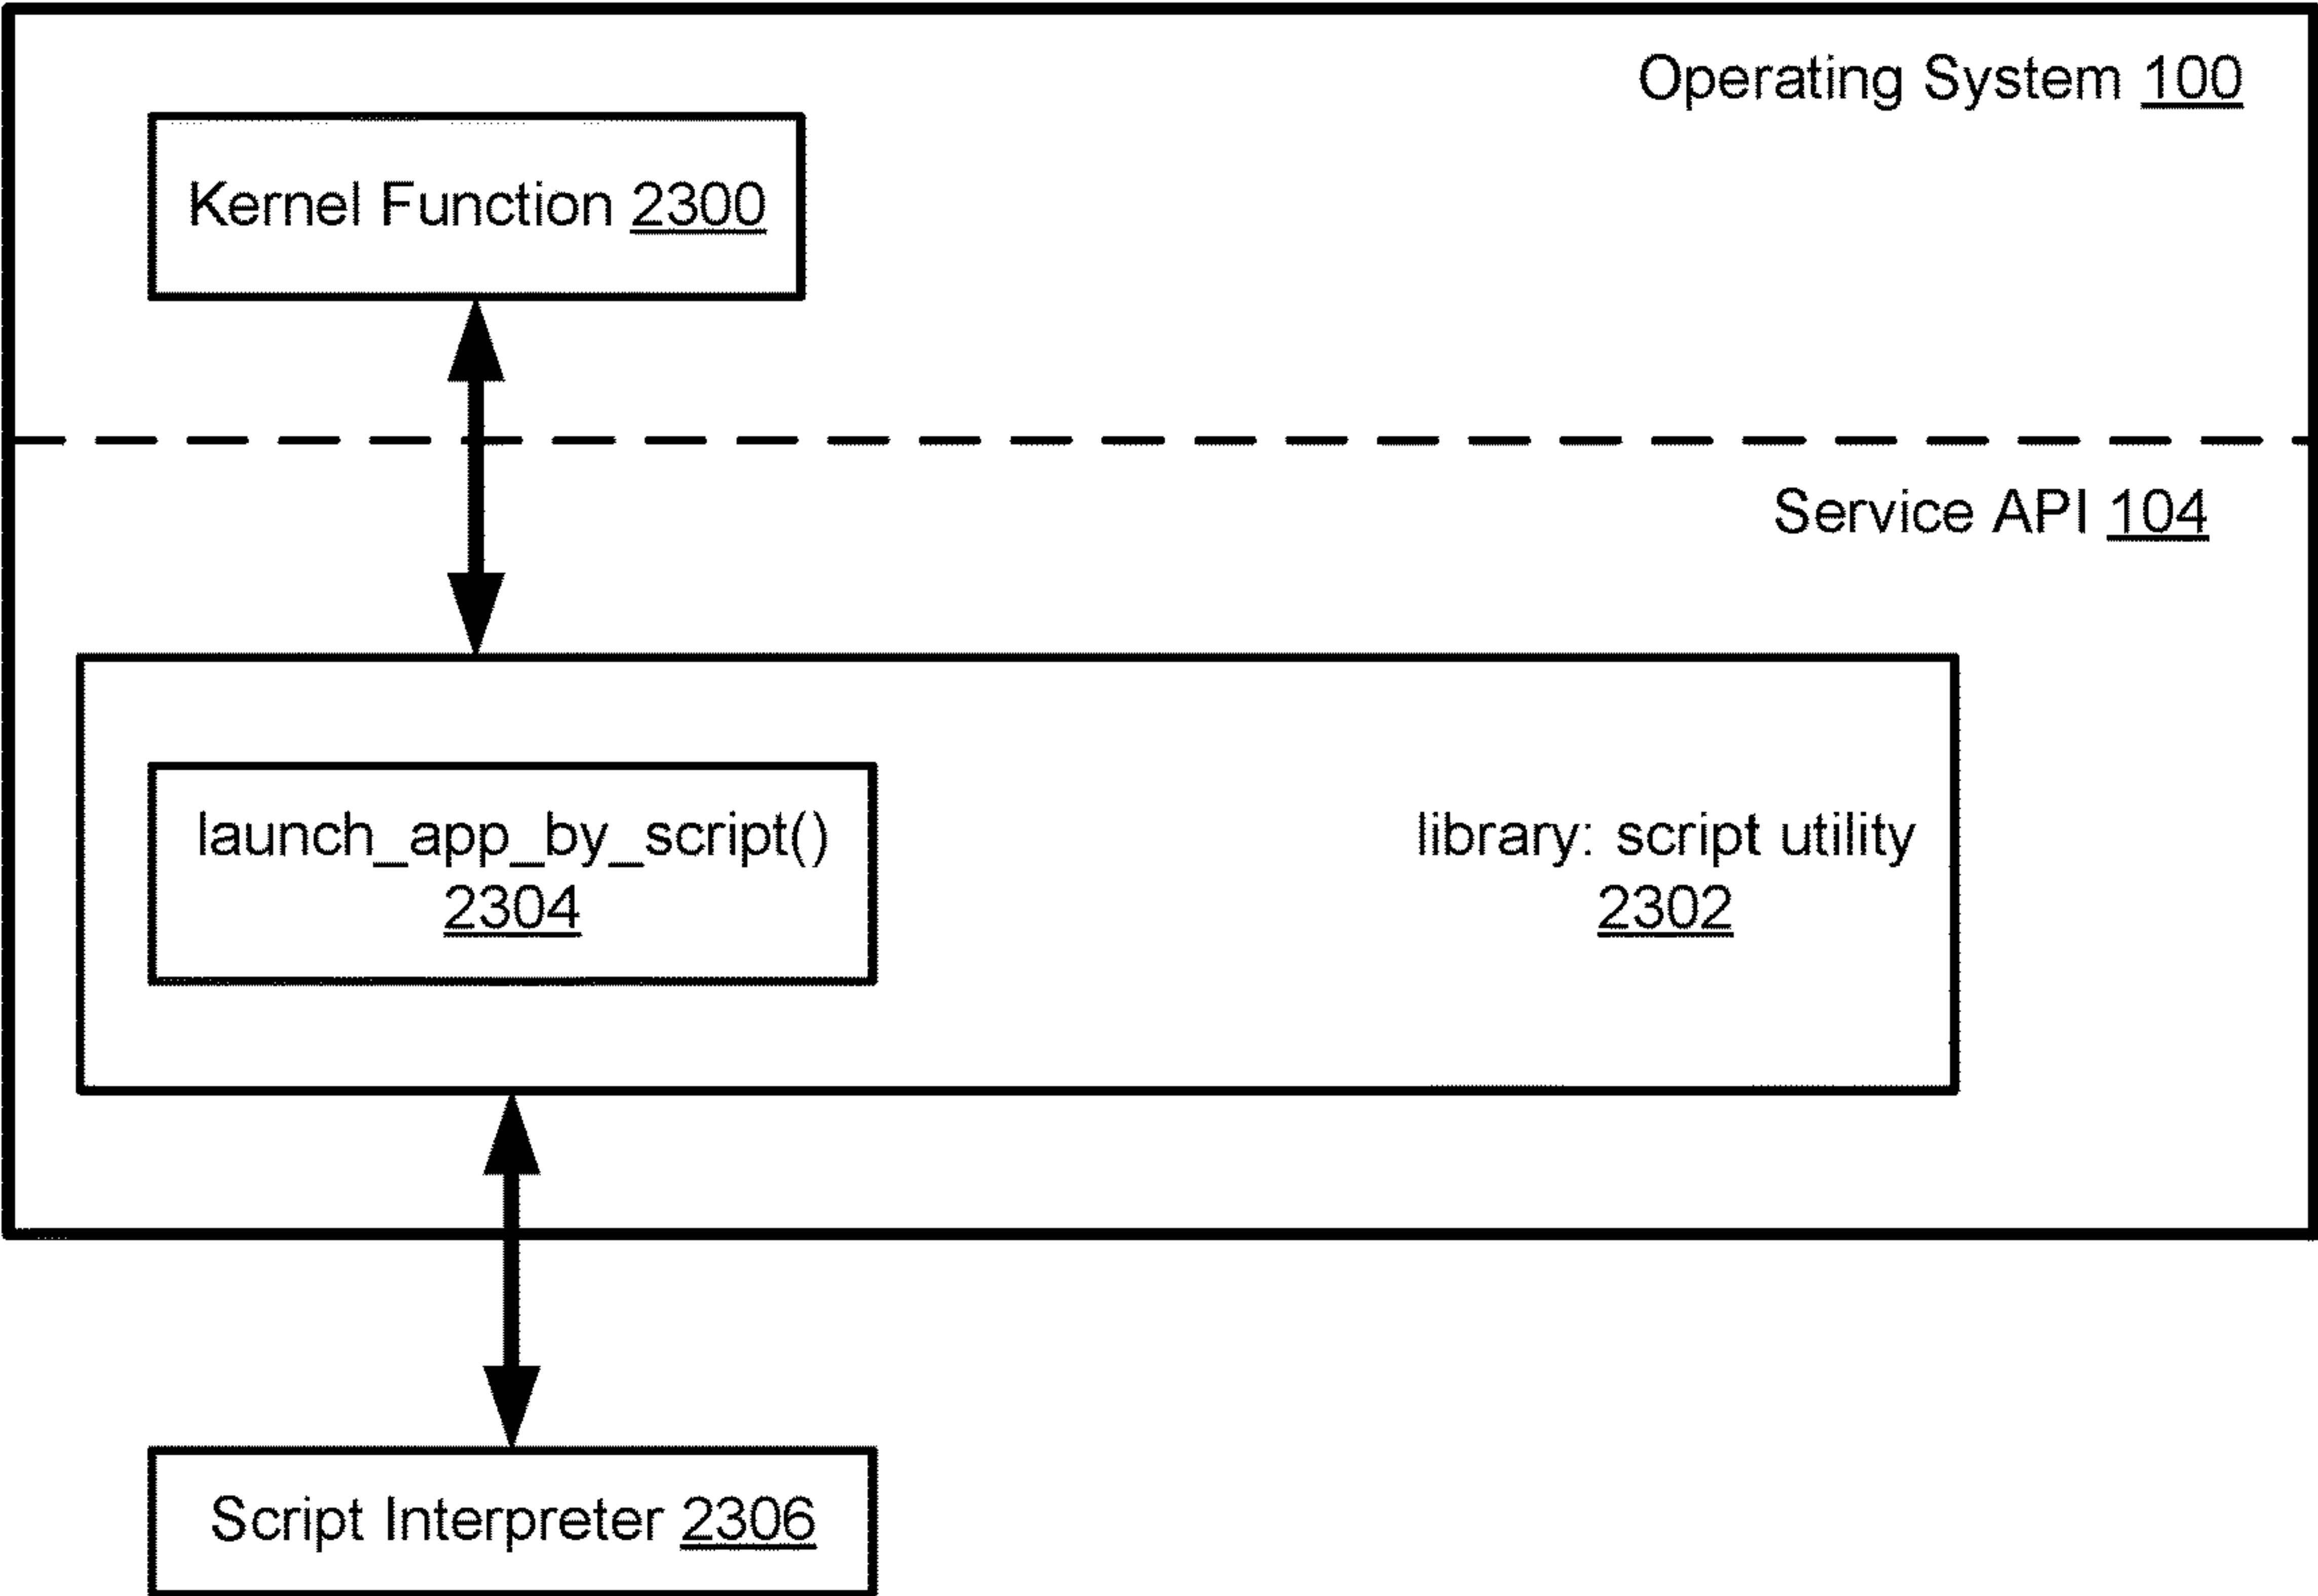 Operating System 100
Kernel Function 2300
Service API 104
launch_app_by_script()
2304
library: script utility
2302
Script Interpreter 2306